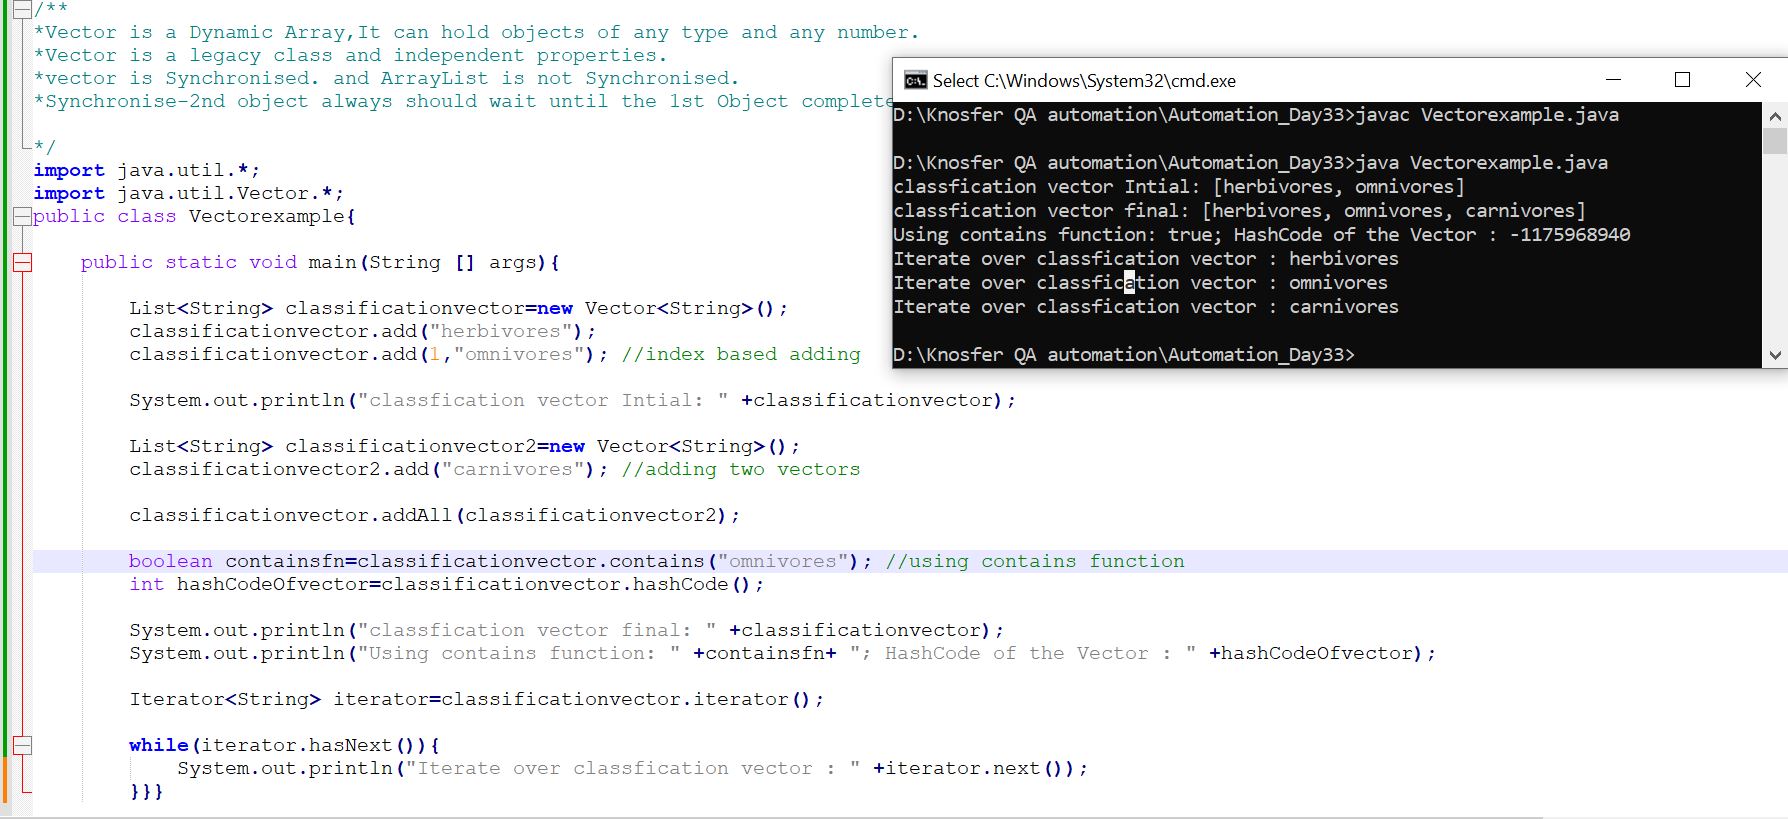 /**
*Vector is a Dynamic Array,It can hold objects of any type and any number.
*Vector is a legacy class and independent properties.
*vector is Synchronised. and ArrayList is not Synchronised.
*Synchronise-2nd object always should wait until the 1st Object complete
*/
import java.util.*;
import java.util.Vector.*;
public class Vectorexample{
public static void main(String [] args){
List<String> classificationvector=new Vector<String>();
classificationvector.add("herbivores");
classificationvector.add(1,"omnivores"); //index based adding
System.out.println("classfication vector Intial: " +classificationvector);
List<String> classificationvector2=new Vector<String>();
classificationvector2.add("carnivores"); //adding two vectors
classificationvector.addAll(classificationvector2);
boolean containsfn=classificationvector.contains("omnivores"); //using contains function
int hashCodeOfvector=classificationvector.hashCode();
System.out.println("classfication vector final: " +classificationvector);
System.out.println("Using contains function: " +containsfn+ "; HashCode of the Vector : " +hashCodeOfvector);
Iterator<String> iterator=classificationvector.iterator();
while(iterator.hasNext()){
System.out.println("Iterate over classfication vector : " +iterator.next());
}}}
Select C:\Windows\System32\cmd.exe
D:\Knosfer QA automation\Automation_Day33>javac Vectorexample.java
D:\Knosfer QA automation\Automation_Day33>java Vectorexample.java
classfication vector Intial: [herbivores, omnivores]
classfication vector final: [herbivores, omnivores, carnivores]
Using contains function: true; HashCode of the Vector : -1175968940
Iterate over classfication vector : herbivores
Iterate over classfication vector : omnivores
Iterate over classfication vector : carnivores
D:\Knosfer QA automation\Automation_Day33>